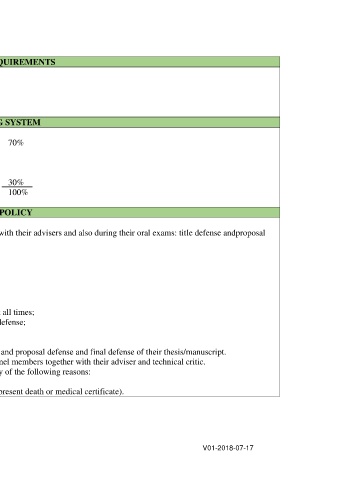 QUIREMENTS
G SYSTEM
70%
30%
100%
POLICY
with their advisers and also during their oral exams: title defense andproposal
all times;
defense;
and proposal defense and final defense of their thesis/manuscript.
nel members together with their adviser and technical critic.
y of the following reasons:
present death or medical certificate).
V01-2018-07-17